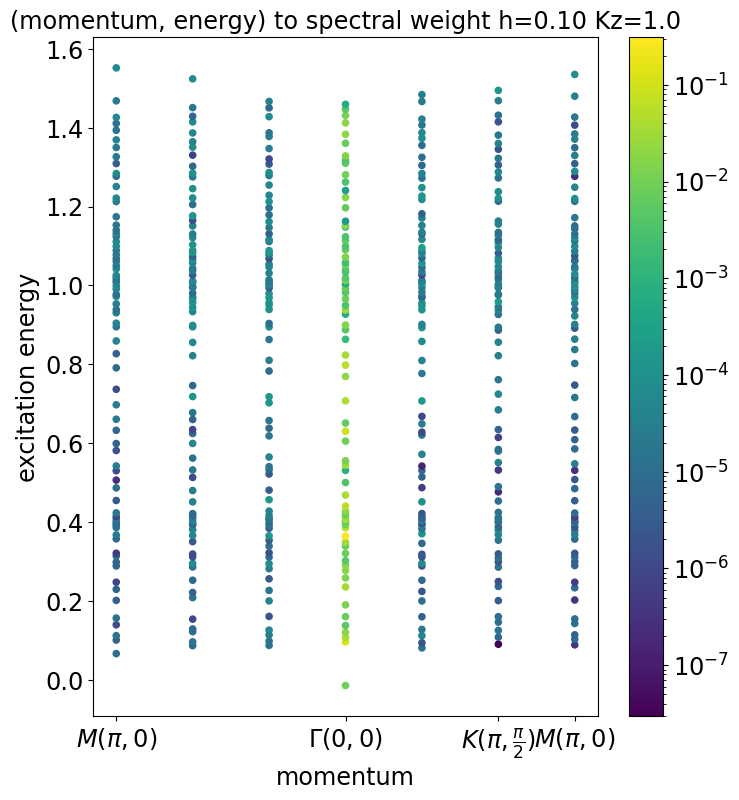 (momentum, energy) to spectral weight h=0.10 Kz=1.0
1.6
1.4
1.2
1.0
0.8
0.6
0.4
0.2
0.0
excitation energy
M(π, 0)
Γ(0, 0)
K(π, π/2)
M(π, 0)
momentum
10⁻¹
10⁻²
10⁻³
10⁻⁴
10⁻⁵
10⁻⁶
10⁻⁷